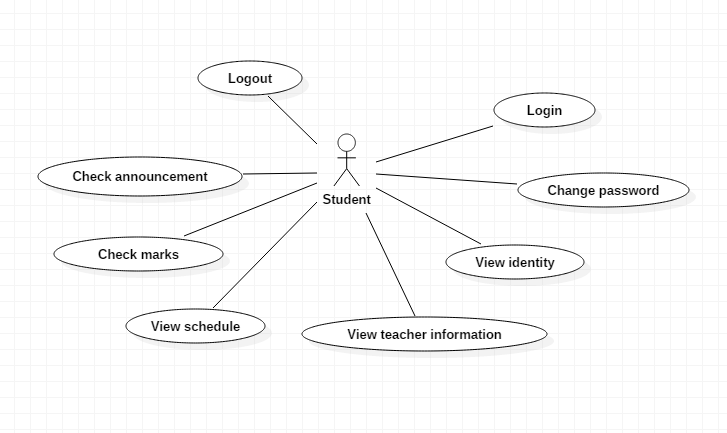 Logout
Login
Check announcement
Change password
Student
Check marks
View identity
View schedule
View teacher information